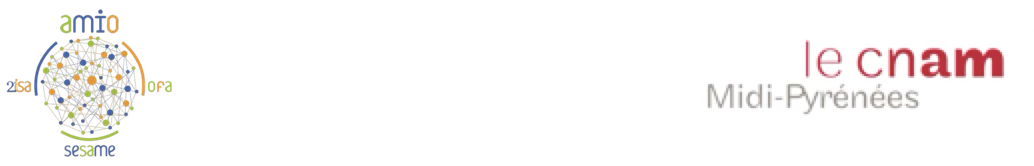 amio
2isa
ofa
sesame
le cnam
Midi-Pyrénées